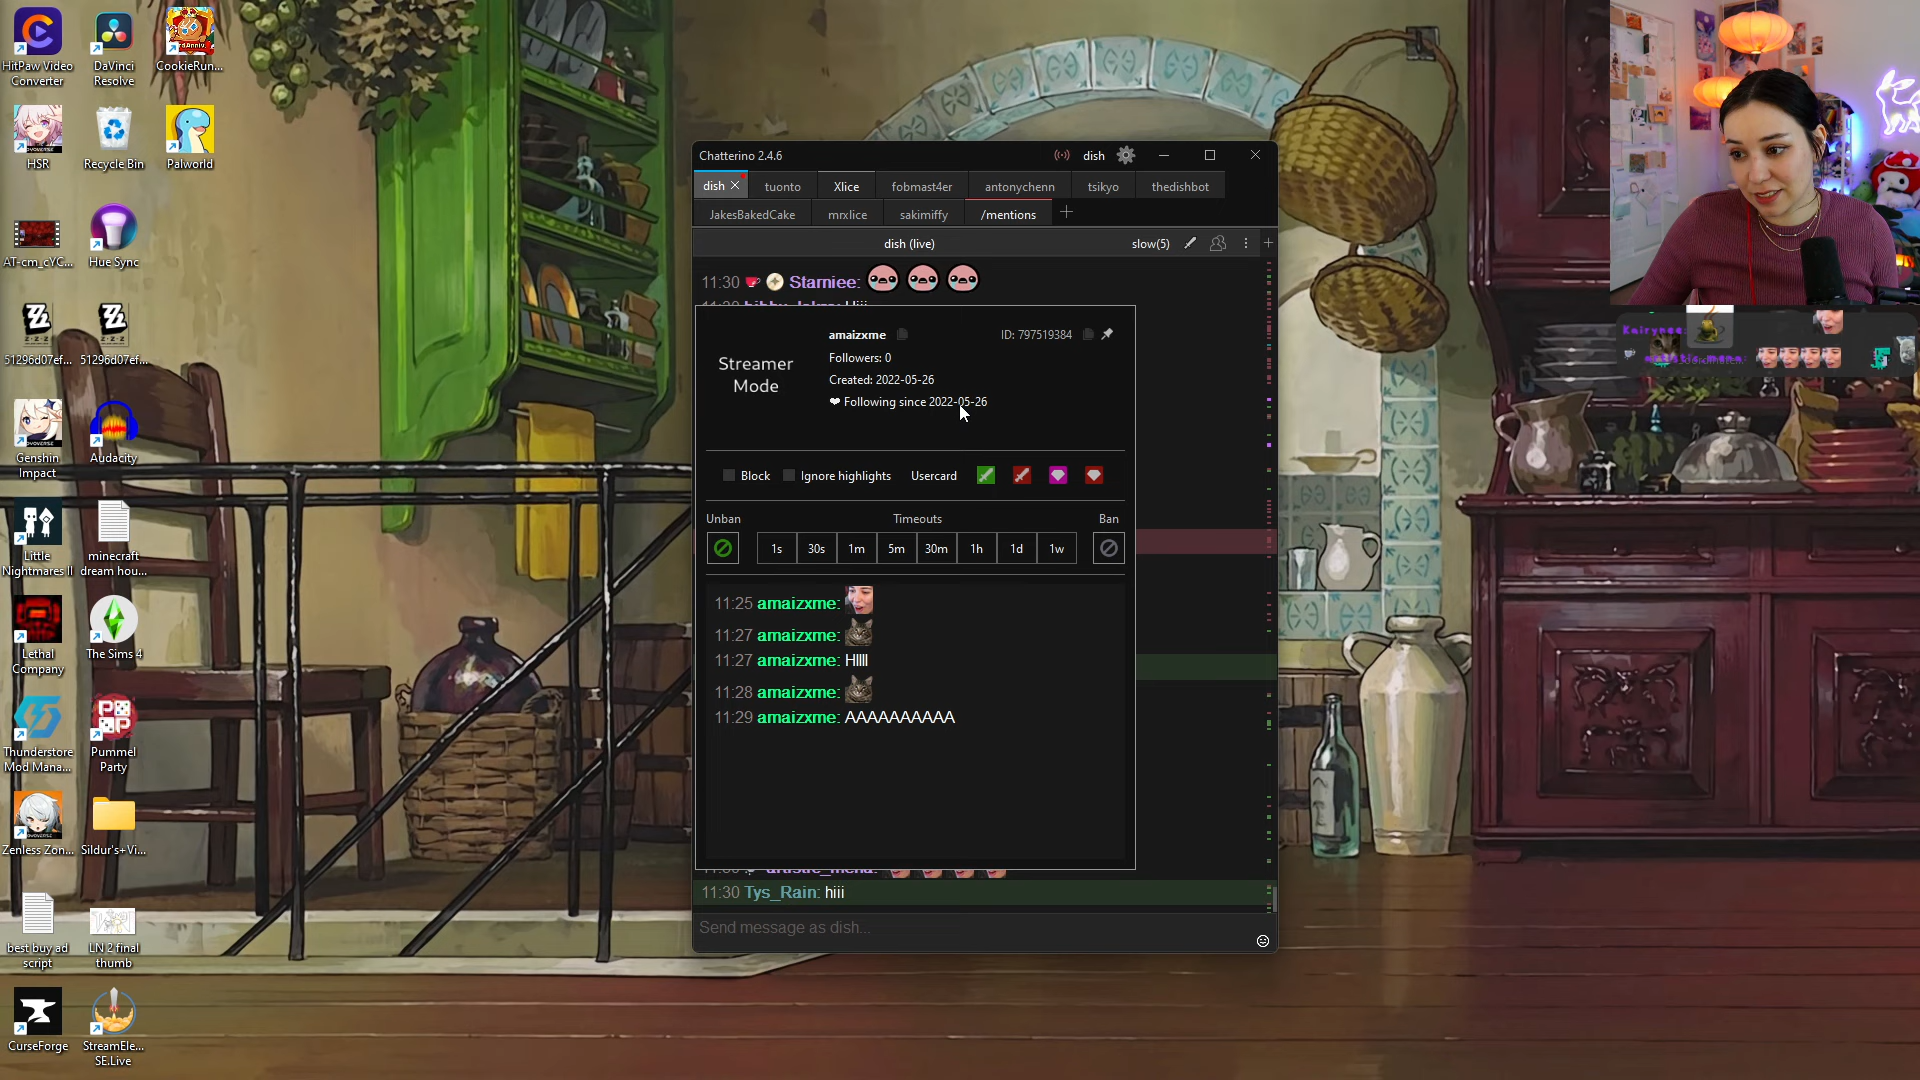 HitPaw Video
Converter
DaVinci
Resolve
CookieRun...
HSR
Recycle Bin
Palworld
AT-cm_cYC...
Hue Sync
51296d07ef...
51296d07ef...
Genshin
Impact
Audacity
Little
Nightmares II
minecraft
dream hou...
Lethal
Company
The Sims 4
Thunderstore
Mod Mana...
Pummel
Party
Zenless Zon...
Sildur's+Vi...
best buy ad
script
LN 2 final
thumb
CurseForge
StreamEle...
SE.Live
Chatterino 2.4.6
dish
dish
tuonto
Xlice
fobmast4er
antonychenn
tsikyo
thedishbot
JakesBakedCake
mrxlice
sakimiffy
/mentions
dish (live)
slow(5)
11:30 Starniee:
amaizxme
ID: 797519384
Streamer
Mode
Followers: 0
Created: 2022-05-26
❤ Following since 2022-05-26
Block
Ignore highlights
Usercard
Unban
Timeouts
Ban
1s 30s 1m 5m 30m 1h 1d 1w
11:25 amaizxme:
11:27 amaizxme:
11:27 amaizxme: HIIII
11:28 amaizxme:
11:29 amaizxme: AAAAAAAAAA
11:30 Tys_Rain: hiii
Send message as dish...
Kairynee: